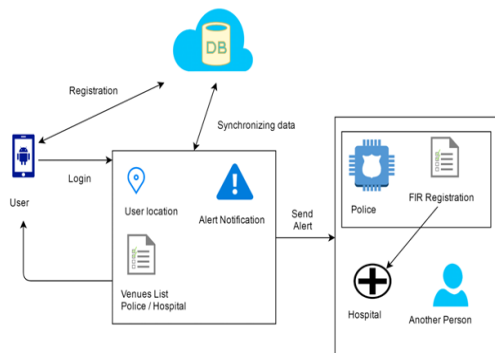 DB
Registration
Synchronizing data
Login
User
User location
Alert Notification
Venues List
Police / Hospital
Send
Alert
Police
FIR Registration
Hospital
Another Person